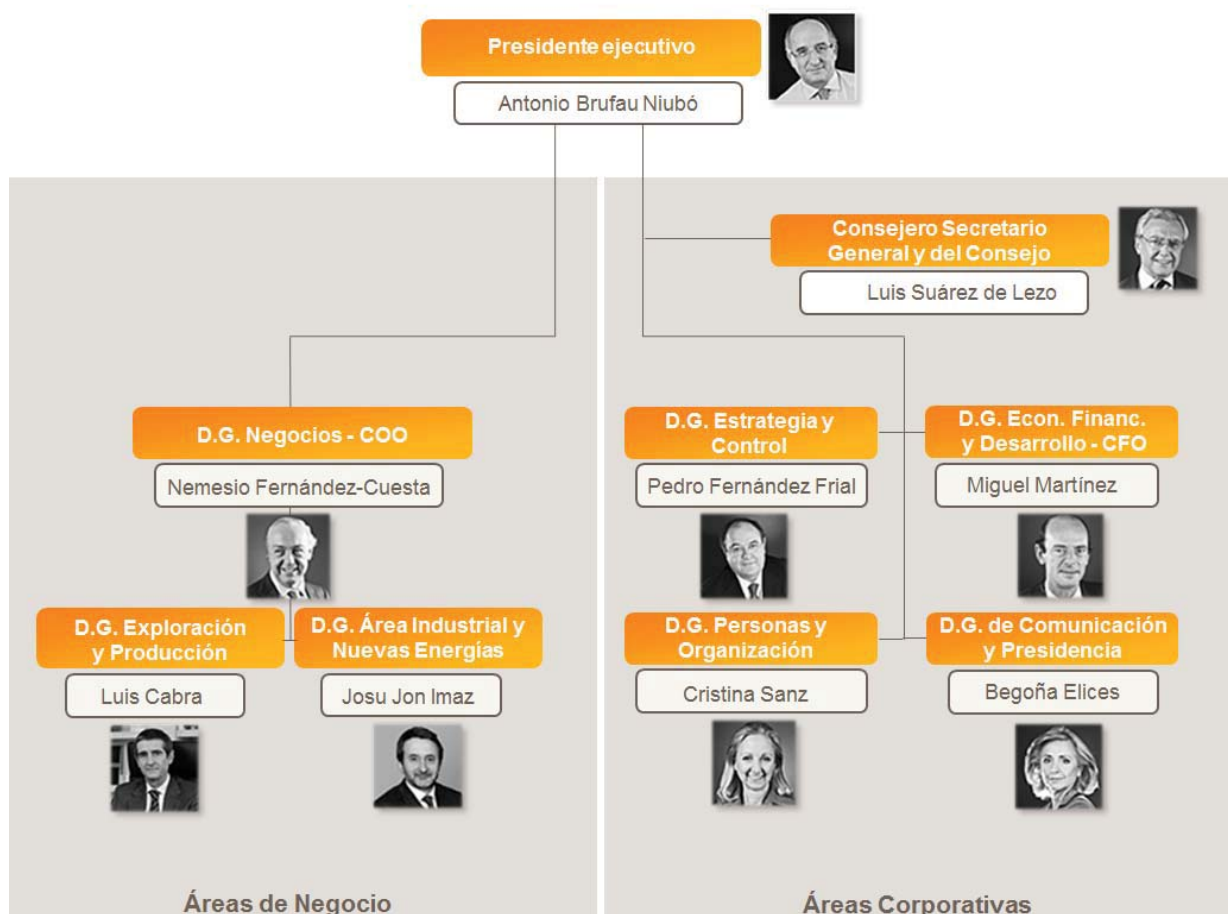 Presidente ejecutivo
Antonio Brufau Niubó
Consejero Secretario
General y del Consejo
Luis Suárez de Lezo
D.G. Negocios - COO
Nemesio Fernández-Cuesta
D.G. Estrategia y
Control
Pedro Fernández Frial
D.G. Econ. Financ.
y Desarrollo - CFO
Miguel Martínez
D.G. Exploración
y Producción
Luis Cabra
D.G. Área Industrial y
Nuevas Energías
Josu Jon Imaz
D.G. Personas y
Organización
Cristina Sanz
D.G. de Comunicación
y Presidencia
Begoña Elices
Áreas de Negocio
Áreas Corporativas